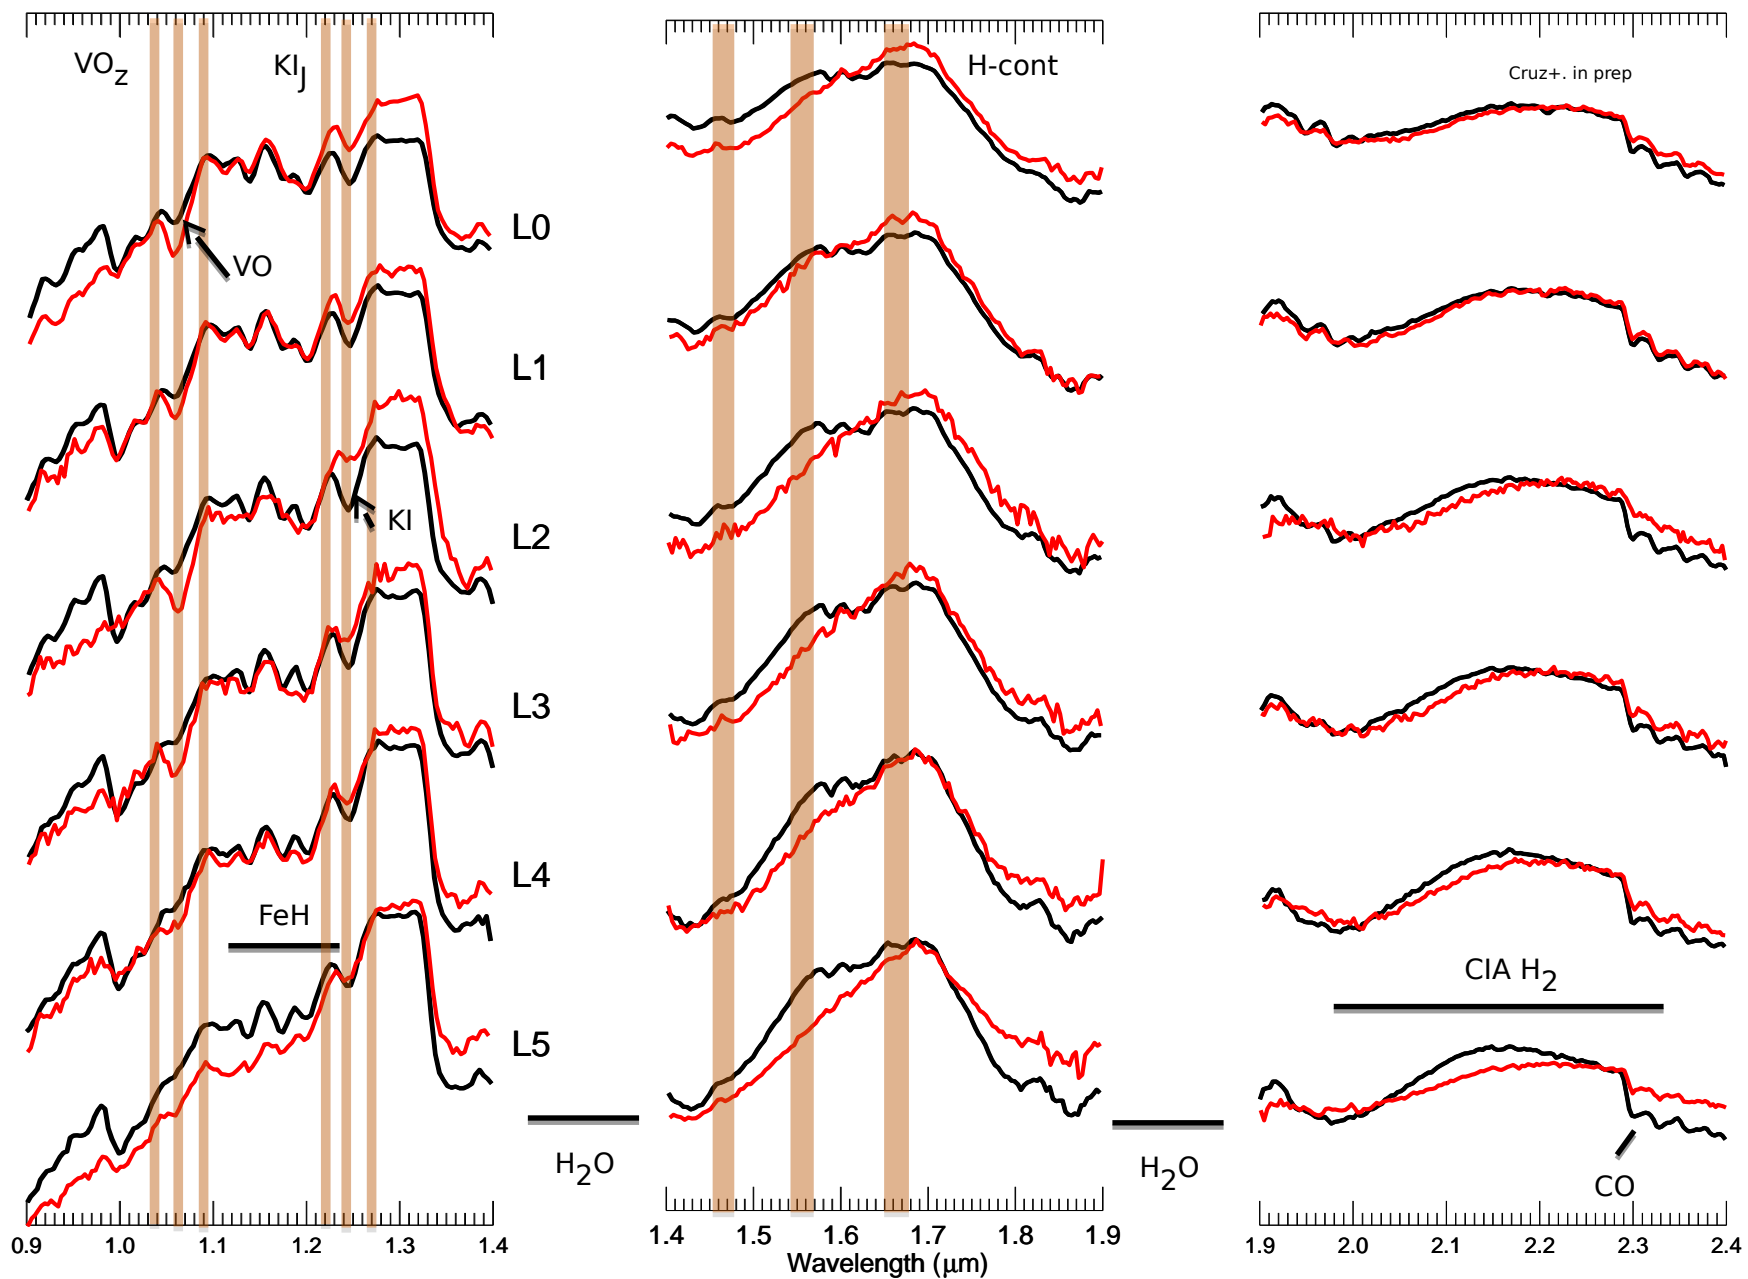 VOZ
KIJ
H-cont
Cruz+. in prep
L0
VO
L1
KI
L2
L3
L4
FeH
CIA H2
L5
H2O
H2O
CO
0.9 1.0 1.1 1.2 1.3 1.4
1.4 1.5 1.6 1.7 1.8 1.9
1.9 2.0 2.1 2.2 2.3 2.4
Wavelength (μm)